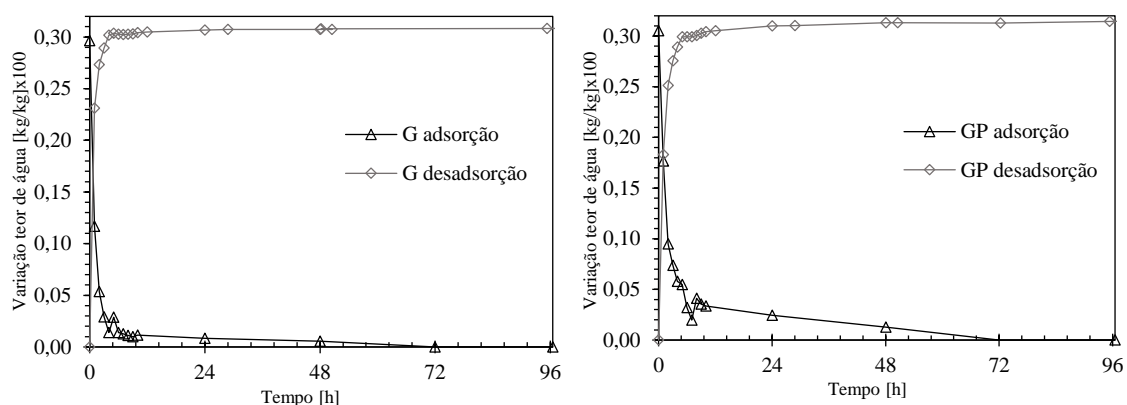 Variação teor de água [kg/kg]x100
0,30
0,25
0,20
0,15
0,10
0,05
0,00
G adsorção
G desadsorção
0 24 48 72 96
Tempo [h]
Variação teor de água [kg/kg]x100
0,30
0,25
0,20
0,15
0,10
0,05
0,00
GP adsorção
GP desadsorção
0 24 48 72 96
Tempo [h]